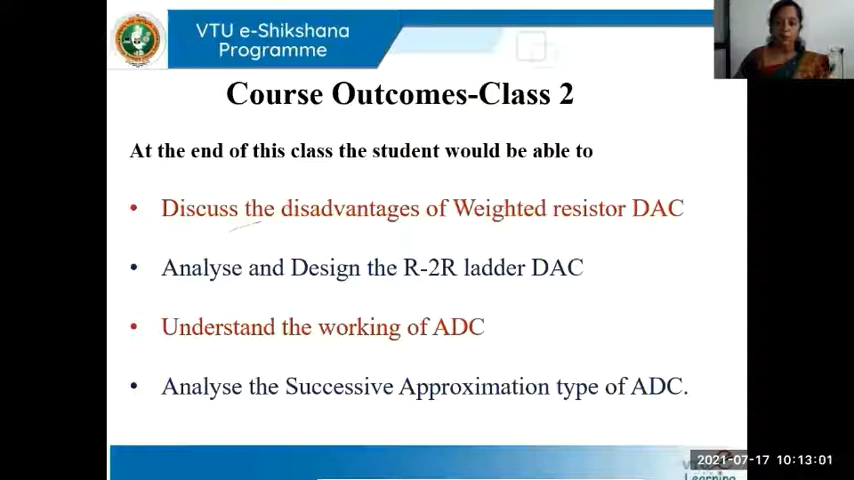 VTU e-Shikshana
Programme
Course Outcomes-Class 2
At the end of this class the student would be able to
• Discuss the disadvantages of Weighted resistor DAC
• Analyse and Design the R-2R ladder DAC
• Understand the working of ADC
• Analyse the Successive Approximation type of ADC.
2021-07-17 10:13:01
Learning